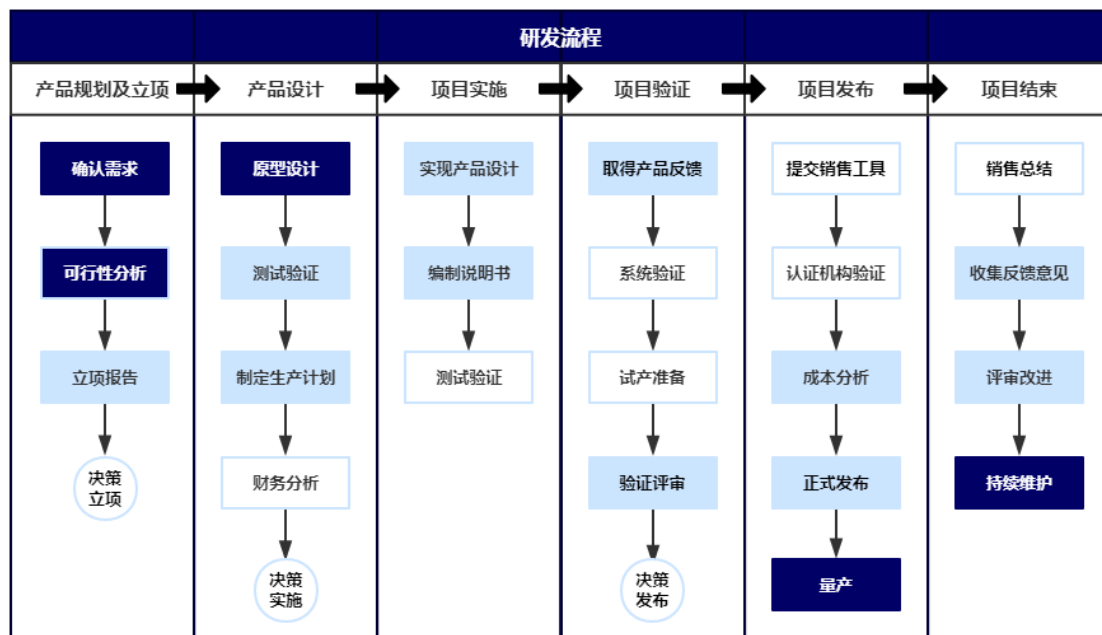 研发流程
产品规划及立项
产品设计
项目实施
项目验证
项目发布
项目结束
确认需求
可行性分析
立项报告
决策
立项
原型设计
测试验证
制定生产计划
财务分析
决策
实施
实现产品设计
编制说明书
测试验证
取得产品反馈
系统验证
试产准备
验证评审
决策
发布
提交销售工具
认证机构验证
成本分析
正式发布
量产
销售总结
收集反馈意见
评审改进
持续维护